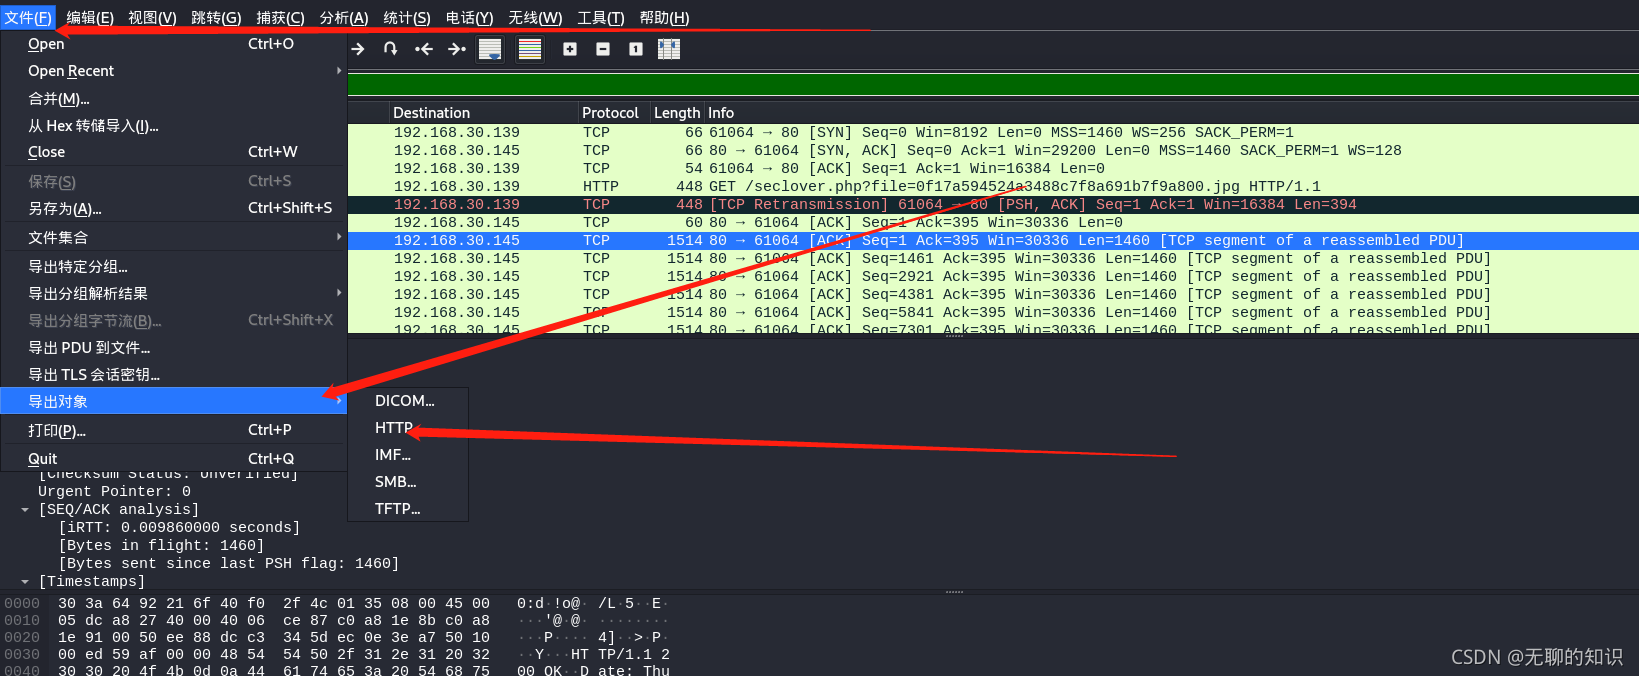 文件(F) 编辑(E) 视图(V) 跳转(G) 捕获(C) 分析(A) 统计(S) 电话(Y) 无线(W) 工具(T) 帮助(H)
Open Ctrl+O
Open Recent
合并(M)...
从 Hex 转储导入(I)...
Close Ctrl+W
保存(S) Ctrl+S
另存为(A)... Ctrl+Shift+S
文件集合
导出特定分组...
导出分组解析结果
导出分组字节流(B)... Ctrl+Shift+X
导出 PDU 到文件...
导出 TLS 会话密钥...
导出对象
打印(P)... Ctrl+P
Quit Ctrl+Q
DICOM...
HTTP
IMF...
SMB...
TFTP...
Destination Protocol Length Info
192.168.30.139 TCP 66 61064 → 80 [SYN] Seq=0 Win=8192 Len=0 MSS=1460 WS=256 SACK_PERM=1
192.168.30.145 TCP 66 80 → 61064 [SYN, ACK] Seq=0 Ack=1 Win=29200 Len=0 MSS=1460 SACK_PERM=1 WS=128
192.168.30.139 TCP 54 61064 → 80 [ACK] Seq=1 Ack=1 Win=16384 Len=0
192.168.30.139 HTTP 448 GET /seclover.php?file=0f17a594524a3488c7f8a691b7f9a800.jpg HTTP/1.1
192.168.30.139 TCP 448 [TCP Retransmission] 61064 → 80 [PSH, ACK] Seq=1 Ack=1 Win=16384 Len=394
192.168.30.145 TCP 60 80 → 61064 [ACK] Seq=1 Ack=395 Win=30336 Len=0
192.168.30.145 TCP 1514 80 → 61064 [ACK] Seq=1 Ack=395 Win=30336 Len=1460 [TCP segment of a reassembled PDU]
192.168.30.145 TCP 1514 80 → 61064 [ACK] Seq=1461 Ack=395 Win=30336 Len=1460 [TCP segment of a reassembled PDU]
192.168.30.145 TCP 1514 80 → 61064 [ACK] Seq=2921 Ack=395 Win=30336 Len=1460 [TCP segment of a reassembled PDU]
192.168.30.145 TCP 1514 80 → 61064 [ACK] Seq=4381 Ack=395 Win=30336 Len=1460 [TCP segment of a reassembled PDU]
192.168.30.145 TCP 1514 80 → 61064 [ACK] Seq=5841 Ack=395 Win=30336 Len=1460 [TCP segment of a reassembled PDU]
192.168.30.145 TCP 1514 80 → 61064 [ACK] Seq=7301 Ack=395 Win=30336 Len=1460 [TCP segment of a reassembled PDU]
[Checksum Status: Unverified]
Urgent Pointer: 0
[SEQ/ACK analysis]
[iRTT: 0.009860000 seconds]
[Bytes in flight: 1460]
[Bytes sent since last PSH flag: 1460]
[Timestamps]
0000 30 3a 64 92 21 6f 40 f0 2f 4c 01 35 08 00 45 00 0:d·!o@· /L·5··E·
0010 05 dc a8 27 40 00 40 06 ce 87 c0 a8 1e 8b c0 a8 ···'@·@· ········
0020 1e 91 00 50 ee 88 dc c3 34 5d ec 0e 3e a7 50 10 ···P···· 4]··>·P·
0030 00 ed 59 af 00 00 48 54 54 50 2f 31 2e 31 20 32 ··Y···HT TP/1.1 2
0040 30 30 20 4f 4b 0d 0a 44 61 74 65 3a 20 54 68 75 00 OK··D ate: Thu
CSDN @无聊的知识